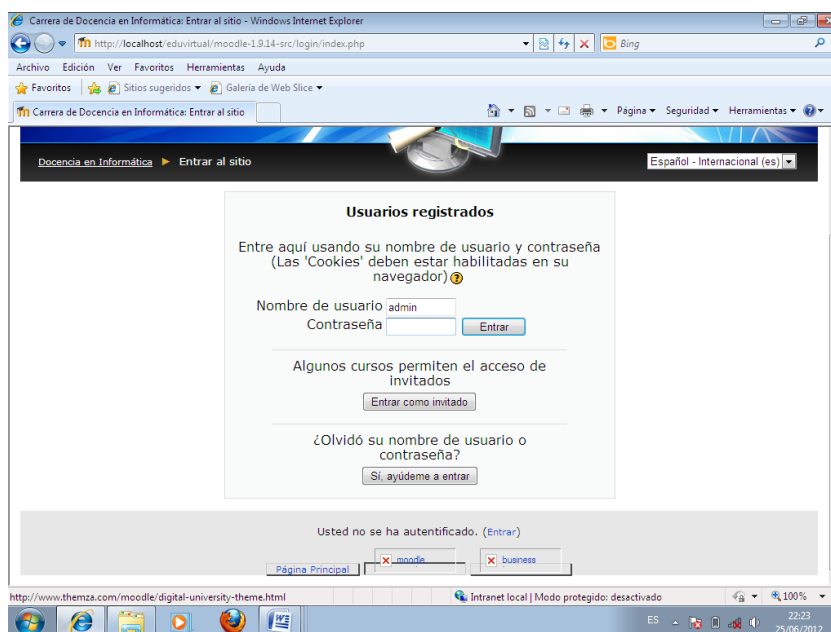 Carrera de Docencia en Informática: Entrar al sitio - Windows Internet Explorer
http://localhost/eduvirtual/moodle-1.9.14-src/login/index.php
Bing
Archivo Edición Ver Favoritos Herramientas Ayuda
Favoritos Sitios sugeridos Galería de Web Slice
Carrera de Docencia en Informática: Entrar al sitio
Página Seguridad Herramientas
Docencia en Informática ► Entrar al sitio
Español - Internacional (es)
Usuarios registrados
Entre aquí usando su nombre de usuario y contraseña
(Las 'Cookies' deben estar habilitadas en su
navegador)
Nombre de usuario admin
Contraseña Entrar
Algunos cursos permiten el acceso de
invitados
Entrar como invitado
¿Olvidó su nombre de usuario o
contraseña?
Sí, ayúdeme a entrar
Usted no se ha autentificado. (Entrar)
Página Principal moodle business
http://www.themza.com/moodle/digital-university-theme.html Intranet local | Modo protegido: desactivado 100%
ES 22:23
25/06/2012